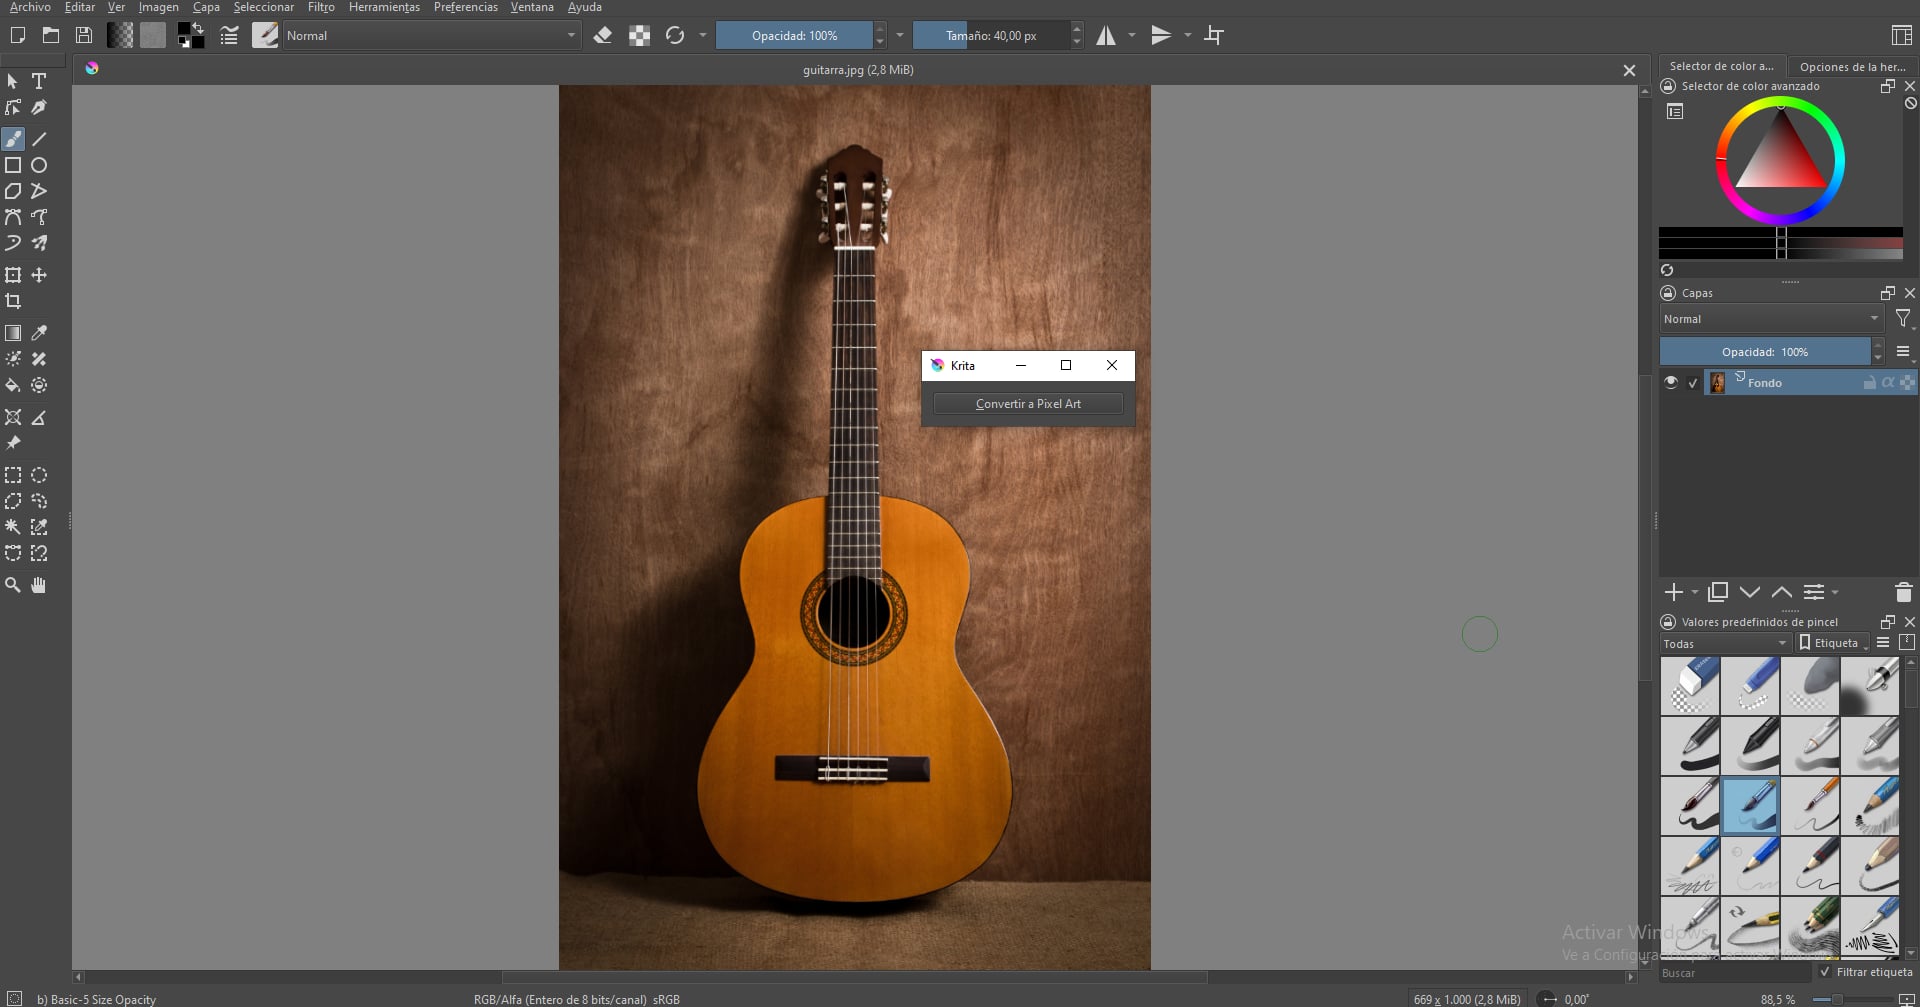 Archivo Editar Ver Imagen Capa Seleccionar Filtro Herramientas Preferencias Ventana Ayuda
Normal
Opacidad: 100%
Tamaño: 40,00 px
guitarra.jpg (2,8 MiB)
Selector de color a...
Opciones de la her...
Selector de color avanzado
Capas
Normal
Opacidad: 100%
Fondo
Krita
Convertir a Pixel Art
Valores predefinidos de pincel
Todas
Etiqueta
Activar Windows
Ve a Configuración para activar Windows.
Buscar
Filtrar etiqueta
b) Basic-5 Size Opacity
RGB/Alfa (Entero de 8 bits/canal) sRGB
669 x 1.000 (2,8 MiB)
0,00°
88,5 %